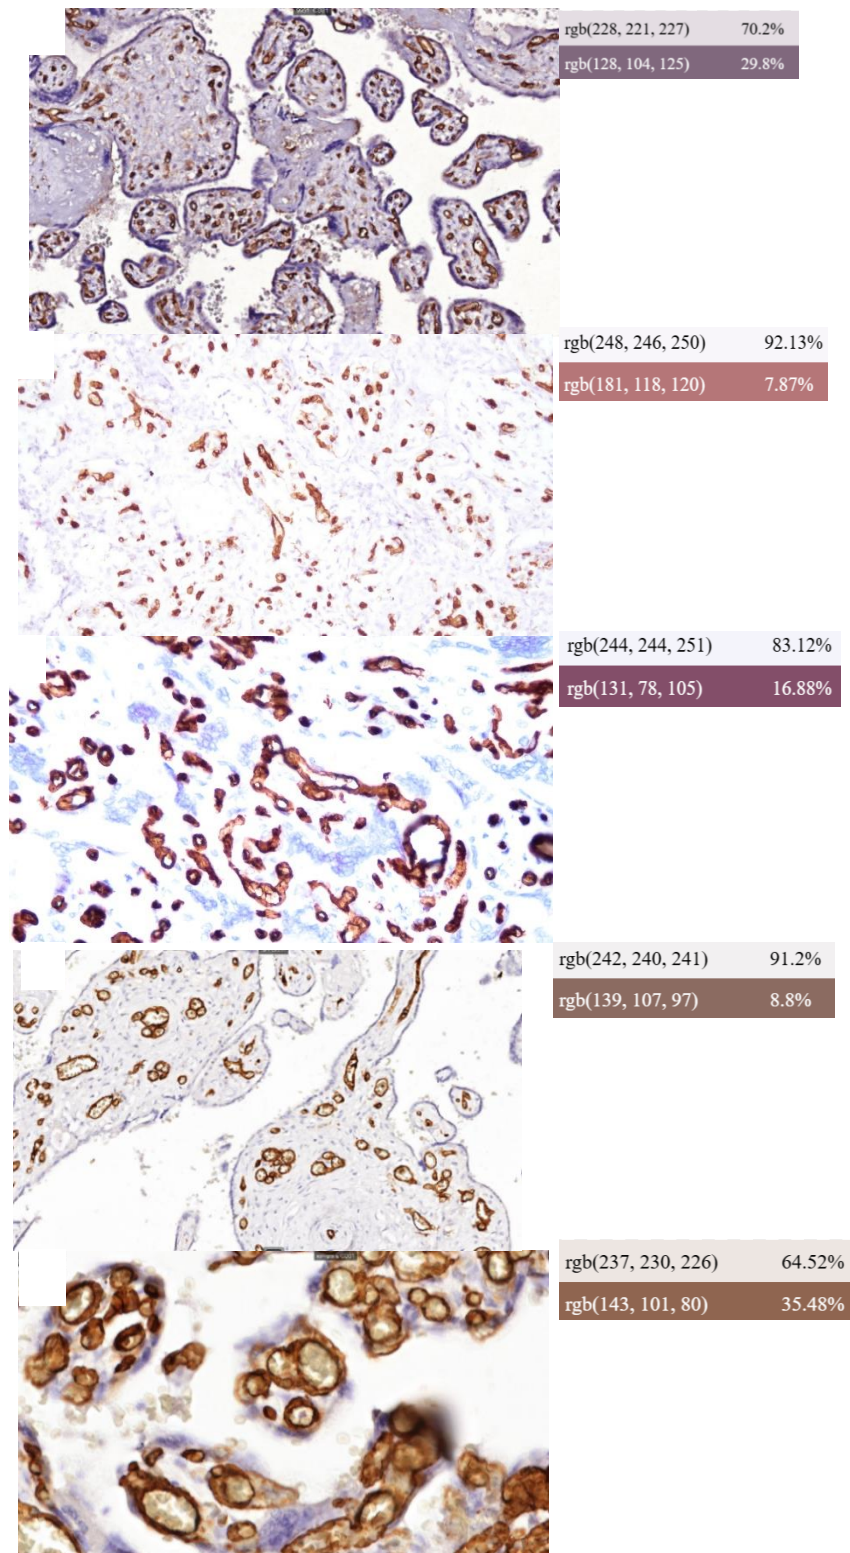 rgb(228, 221, 227) 70.2%
rgb(128, 104, 125) 29.8%
rgb(248, 246, 250) 92.13%
rgb(181, 118, 120) 7.87%
rgb(244, 244, 251) 83.12%
rgb(131, 78, 105) 16.88%
rgb(242, 240, 241) 91.2%
rgb(139, 107, 97) 8.8%
rgb(237, 230, 226) 64.52%
rgb(143, 101, 80) 35.48%